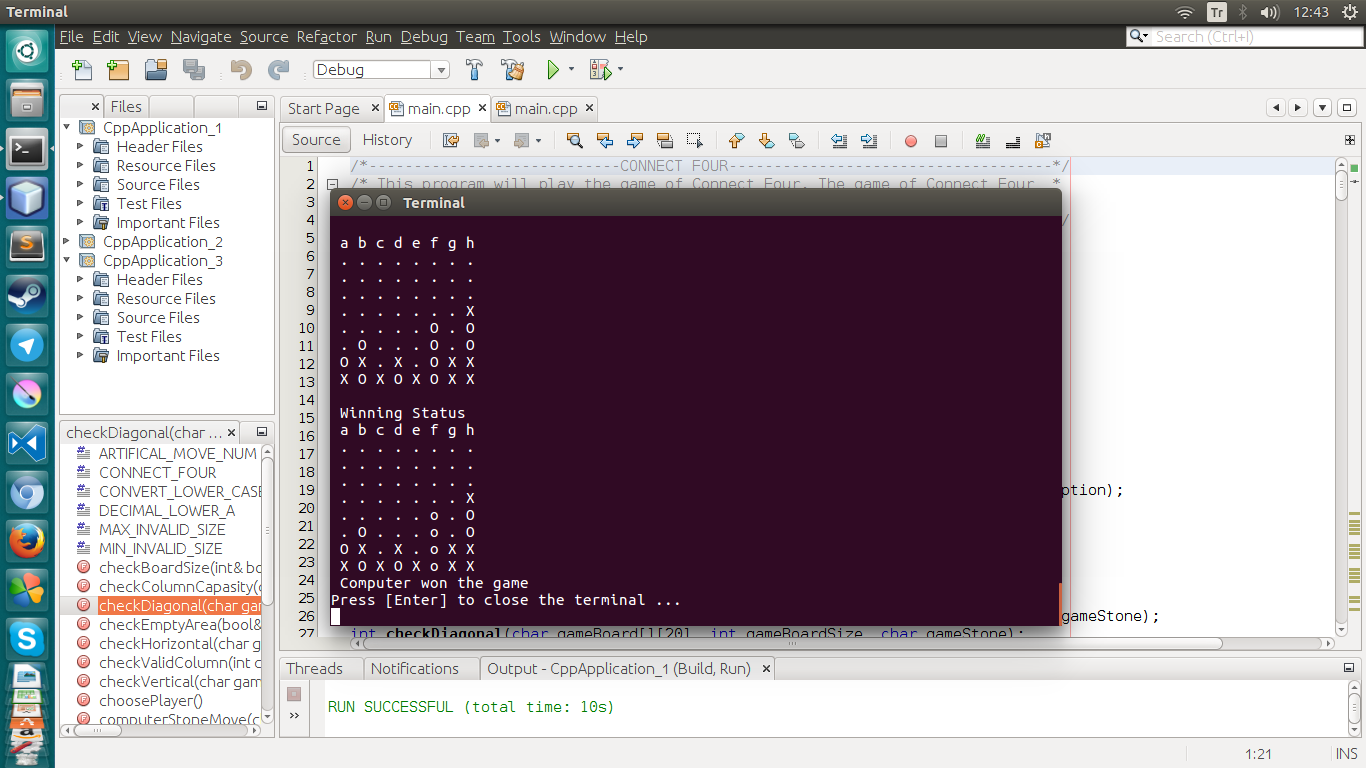 Terminal
Tr
12:43
File Edit View Navigate Source Refactor Run Debug Team Tools Window Help
Search (Ctrl+I)
Debug
Files
CppApplication_1
Header Files
Resource Files
Source Files
Test Files
Important Files
CppApplication_2
CppApplication_3
Header Files
Resource Files
Source Files
Test Files
Important Files
checkDiagonal(char ...
ARTIFICAL_MOVE_NUM
CONNECT_FOUR
CONVERT_LOWER_CASE
DECIMAL_LOWER_A
MAX_INVALID_SIZE
MIN_INVALID_SIZE
checkBoardSize(int& bo
checkColumnCapasity(c
checkDiagonal(char gam
checkEmptyArea(bool&
checkHorizontal(char g
checkValidColumn(int c
checkVertical(char gam
choosePlayer()
computerStoneMove(c
Start Page main.cpp main.cpp
Source History
1 /*----------------------------CONNECT FOUR------------------------------------*/
2 /* This program will play the game of Connect Four. The game of Connect Four *
3
4 /
5
6
7
8
9
10
11
12
13
14
15
16
17
18
19 ption);
20
21
22
23
24
25
26 gameStone);
27 int checkDiagonal(char gameBoard[][20], int gameBoardSize, char gameStone);
Terminal
a b c d e f g h
. . . . . . . .
. . . . . . . .
. . . . . . . .
. . . . . . . X
. . . . . O . O
. O . . . O . O
O X . X . O X X
X O X O X O X X
Winning Status
a b c d e f g h
. . . . . . . .
. . . . . . . .
. . . . . . . .
. . . . . . . X
. . . . . o . O
. O . . . o . O
O X . X . o X X
X O X O X o X X
Computer won the game
Press [Enter] to close the terminal ...
Threads Notifications Output - CppApplication_1 (Build, Run)
RUN SUCCESSFUL (total time: 10s)
1:21 INS